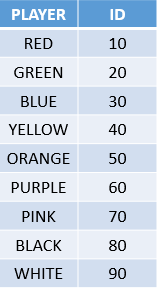 PLAYER ID
RED 10
GREEN 20
BLUE 30
YELLOW 40
ORANGE 50
PURPLE 60
PINK 70
BLACK 80
WHITE 90